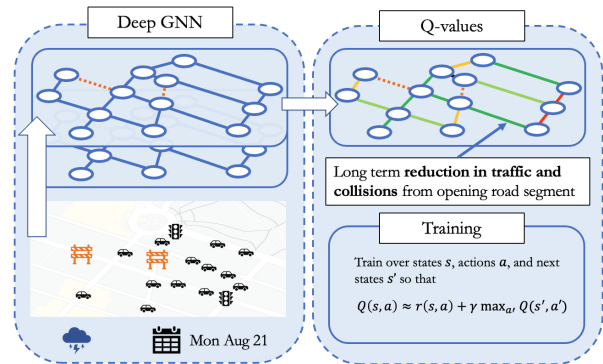 Deep GNN
Mon Aug 21
Q-values
Long term reduction in traffic and
collisions from opening road segment
Training
Train over states s, actions a, and next
states s′ so that
Q(s, a) ≈ r(s, a) + γ max_a′ Q(s′, a′)